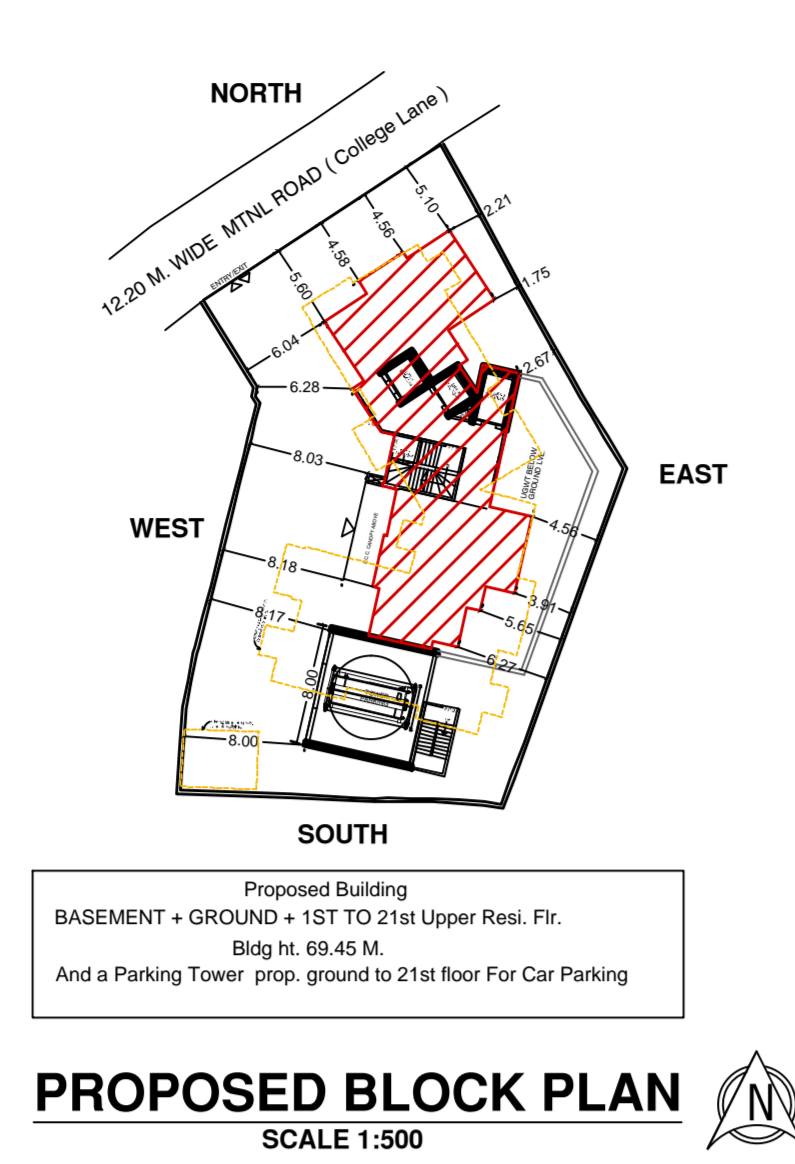 NORTH
12.20 M. WIDE MTNL ROAD ( College Lane )
ENTRY/EXIT
5.10
4.56
4.58
5.60
2.21
1.75
6.04
2.67
6.28
8.03
UGWT BELOW
GROUND LVL
EAST
WEST
4.56
8.18
3.91
8.17
5.65
6.27
8.00
8.00
SOUTH
Proposed Building
BASEMENT + GROUND + 1ST TO 21st Upper Resi. Flr.
Bldg ht. 69.45 M.
And a Parking Tower prop. ground to 21st floor For Car Parking
PROPOSED BLOCK PLAN
SCALE 1:500
N